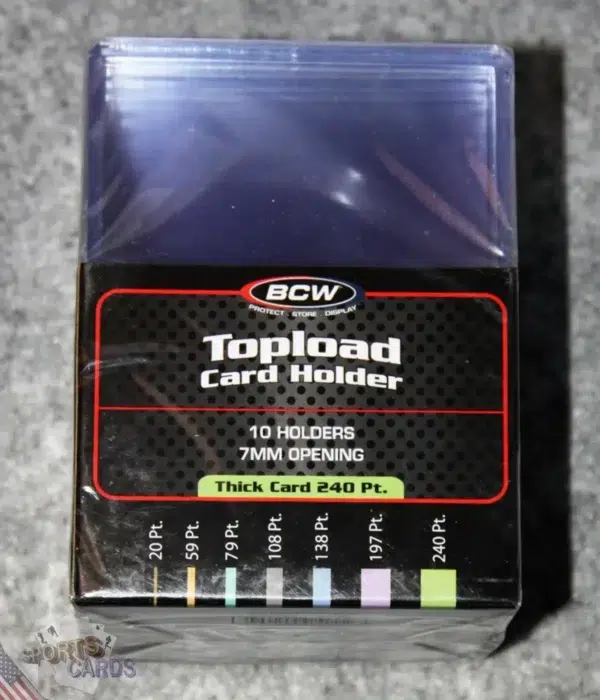 BCW
PROTECT . STORE . DISPLAY
Topload
Card Holder
10 HOLDERS
7MM OPENING
Thick Card 240 Pt.
20 Pt.
59 Pt.
79 Pt.
108 Pt.
138 Pt.
197 Pt.
240 Pt.
SPORTS
CARDS